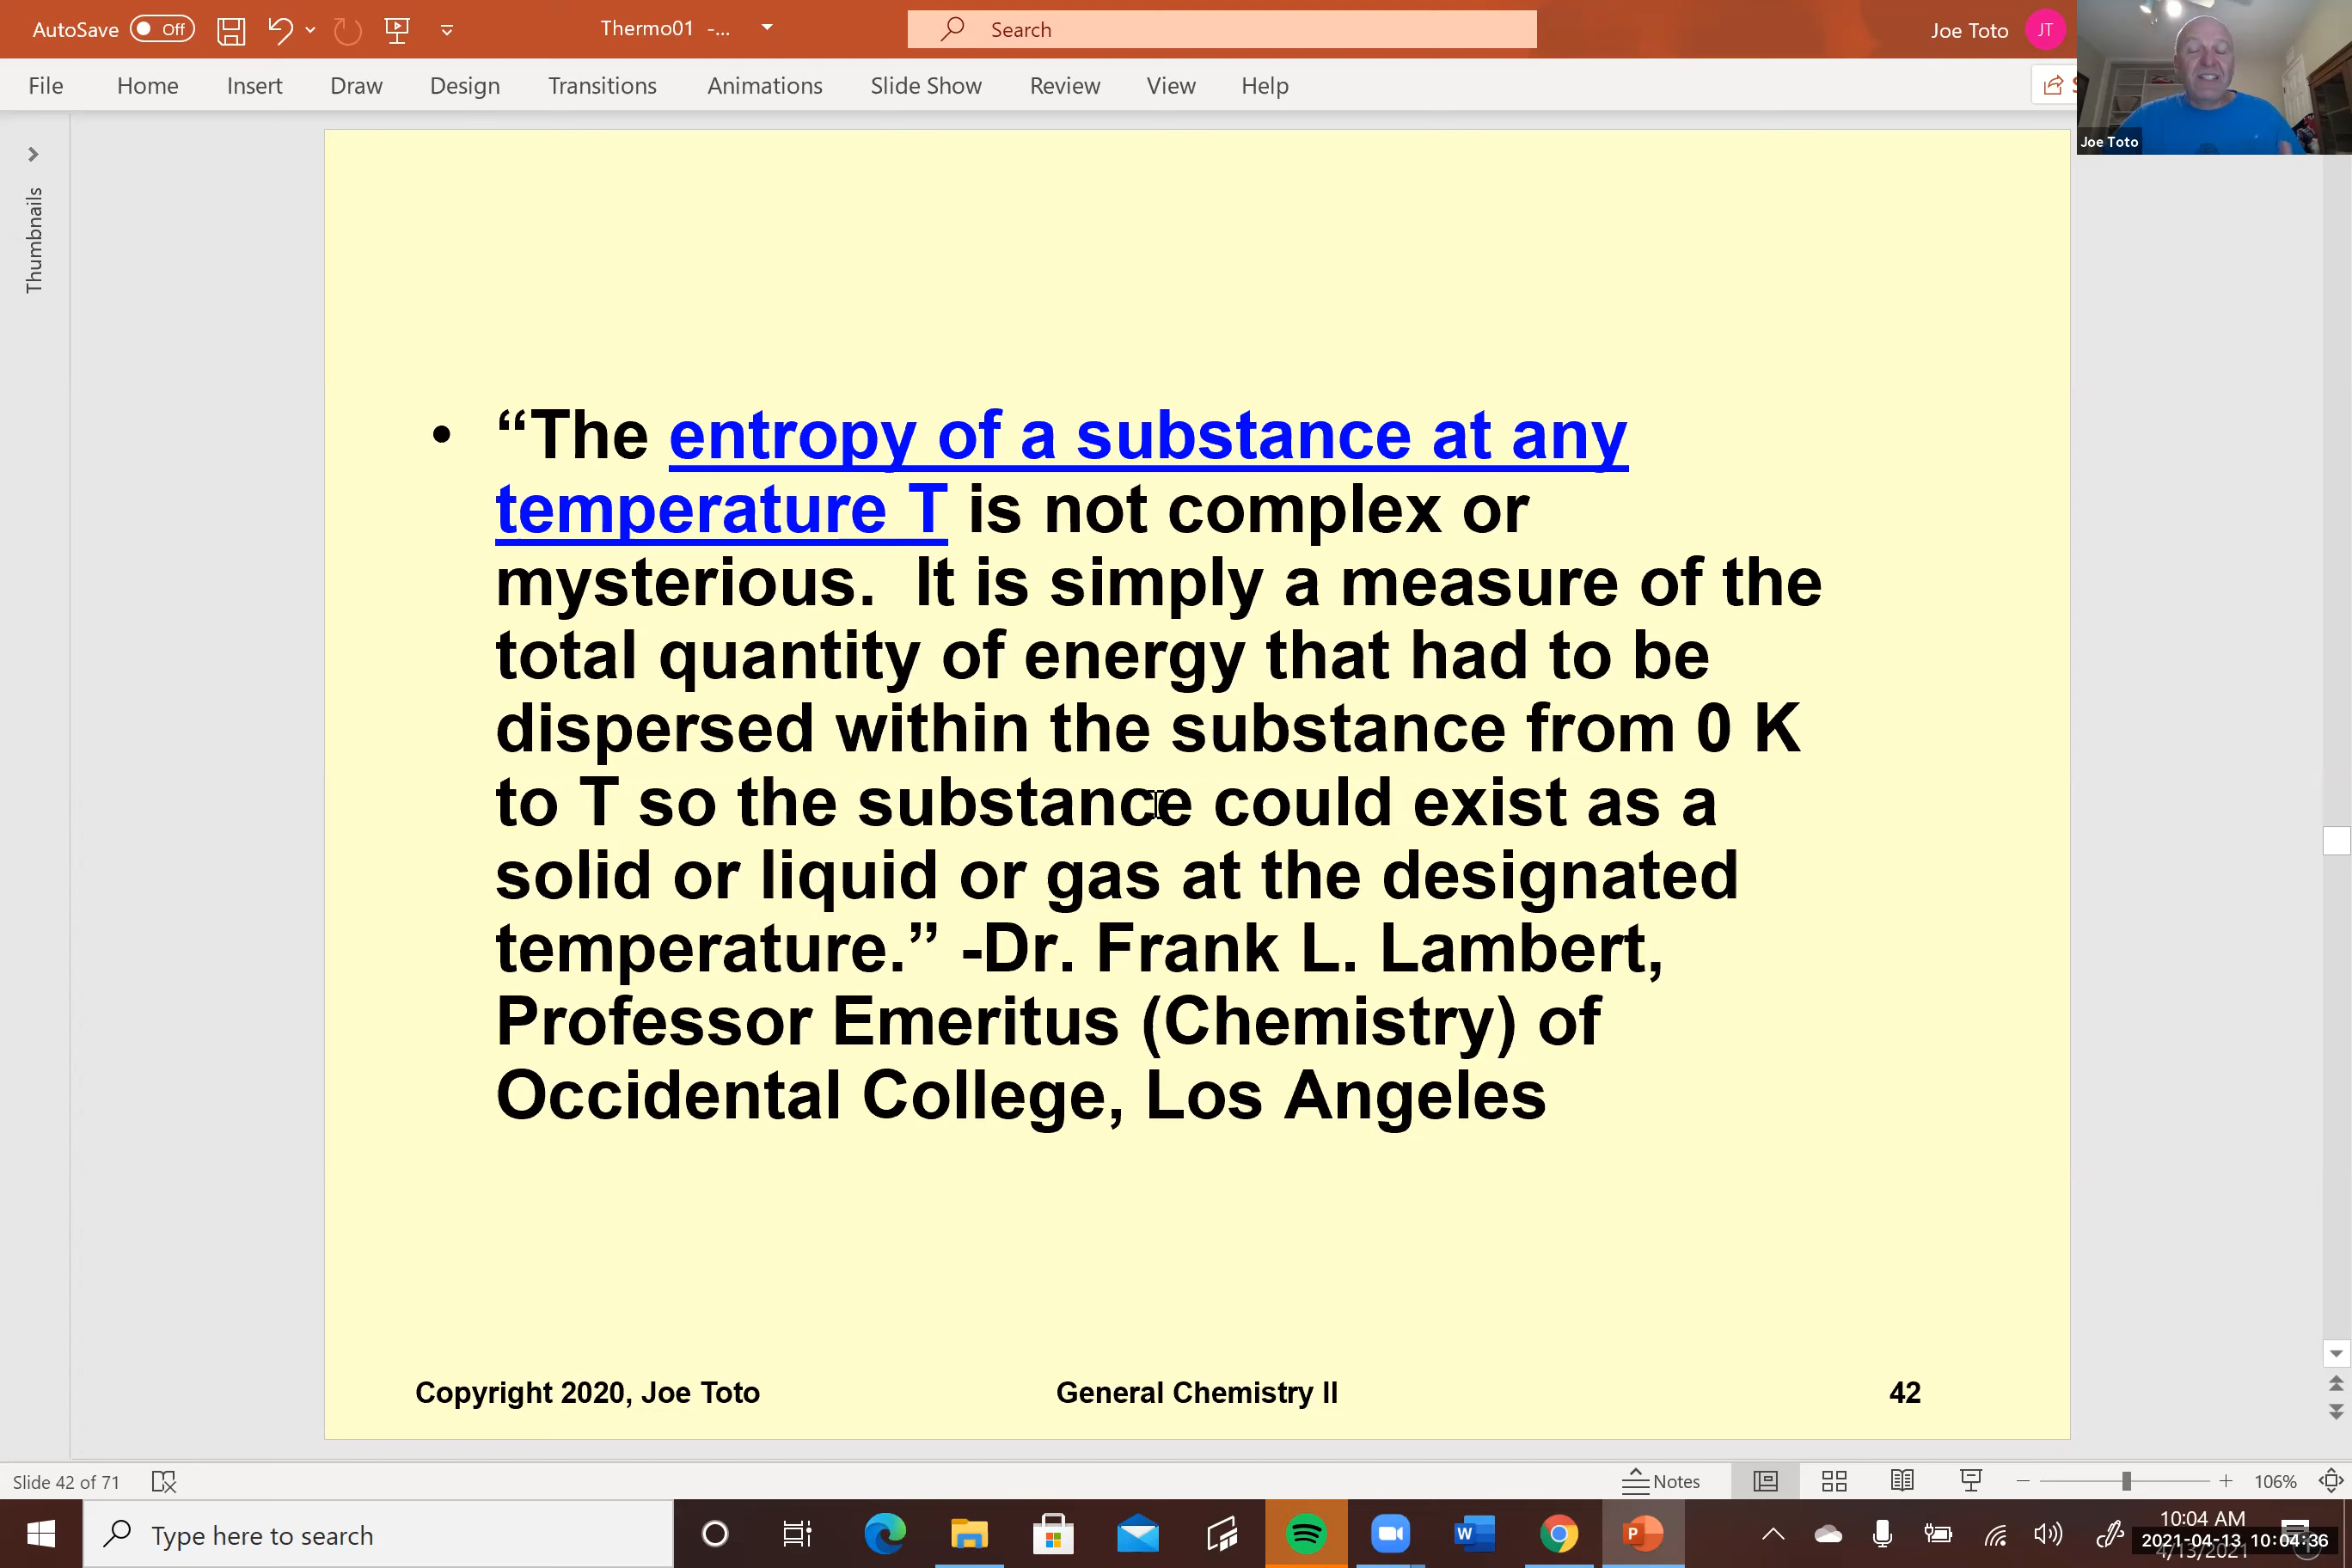 AutoSave Off Thermo01 -... Search Joe Toto JT
File Home Insert Draw Design Transitions Animations Slide Show Review View Help
Joe Toto
Thumbnails
• “The entropy of a substance at any
temperature T is not complex or
mysterious. It is simply a measure of the
total quantity of energy that had to be
dispersed within the substance from 0 K
to T so the substance could exist as a
solid or liquid or gas at the designated
temperature.” -Dr. Frank L. Lambert,
Professor Emeritus (Chemistry) of
Occidental College, Los Angeles
Copyright 2020, Joe Toto General Chemistry II 42
Slide 42 of 71 Notes 106%
Type here to search W P 10:04 AM
2021-04-13 10:04:36
4/13/2021